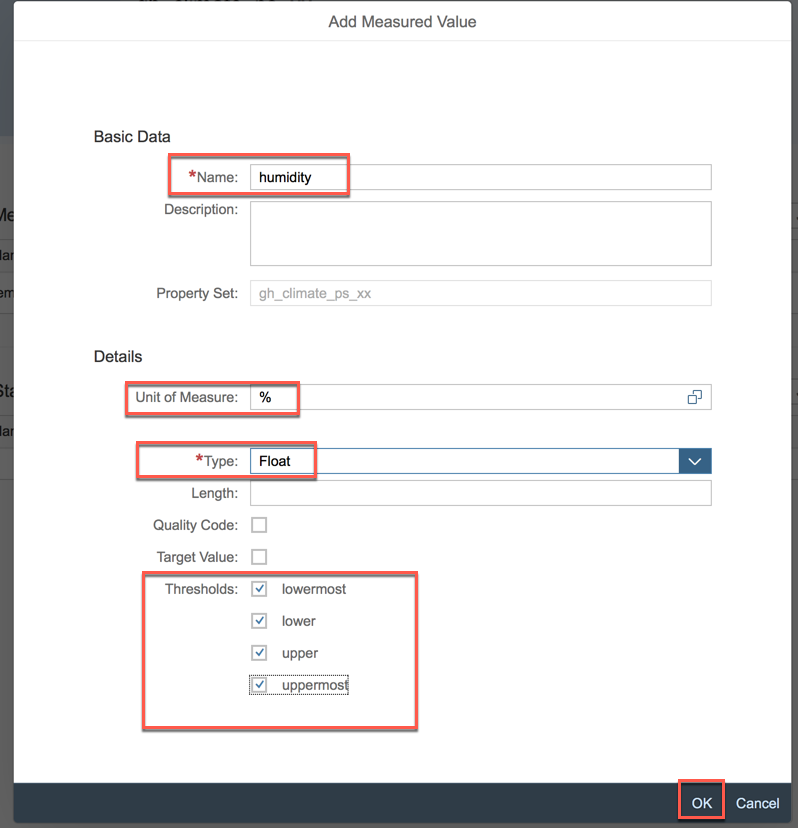 Add Measured Value
Basic Data
*Name: humidity
Description:
Property Set: gh_climate_ps_xx
Details
Unit of Measure: %
*Type: Float
Length:
Quality Code:
Target Value:
Thresholds: lowermost
lower
upper
uppermost
OK Cancel